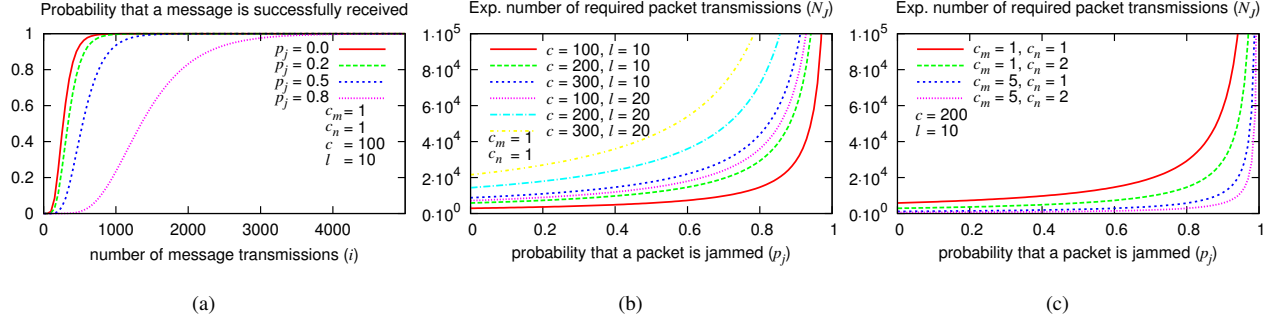 Probability that a message is successfully received
1
0.8
0.6
0.4
0.2
0
p_j = 0.0
p_j = 0.2
p_j = 0.5
p_j = 0.8
c_m = 1
c_n = 1
c = 100
l = 10
0 1000 2000 3000 4000
number of message transmissions (i)
(a)
Exp. number of required packet transmissions (N_J)
1·10^5
8·10^4
6·10^4
4·10^4
2·10^4
0·10^0
c = 100, l = 10
c = 200, l = 10
c = 300, l = 10
c = 100, l = 20
c = 200, l = 20
c = 300, l = 20
c_m = 1
c_n = 1
0 0.2 0.4 0.6 0.8 1
probability that a packet is jammed (p_j)
(b)
Exp. number of required packet transmissions (N_J)
1·10^5
8·10^4
6·10^4
4·10^4
2·10^4
0·10^0
c_m = 1, c_n = 1
c_m = 1, c_n = 2
c_m = 5, c_n = 1
c_m = 5, c_n = 2
c = 200
l = 10
0 0.2 0.4 0.6 0.8 1
probability that a packet is jammed (p_j)
(c)